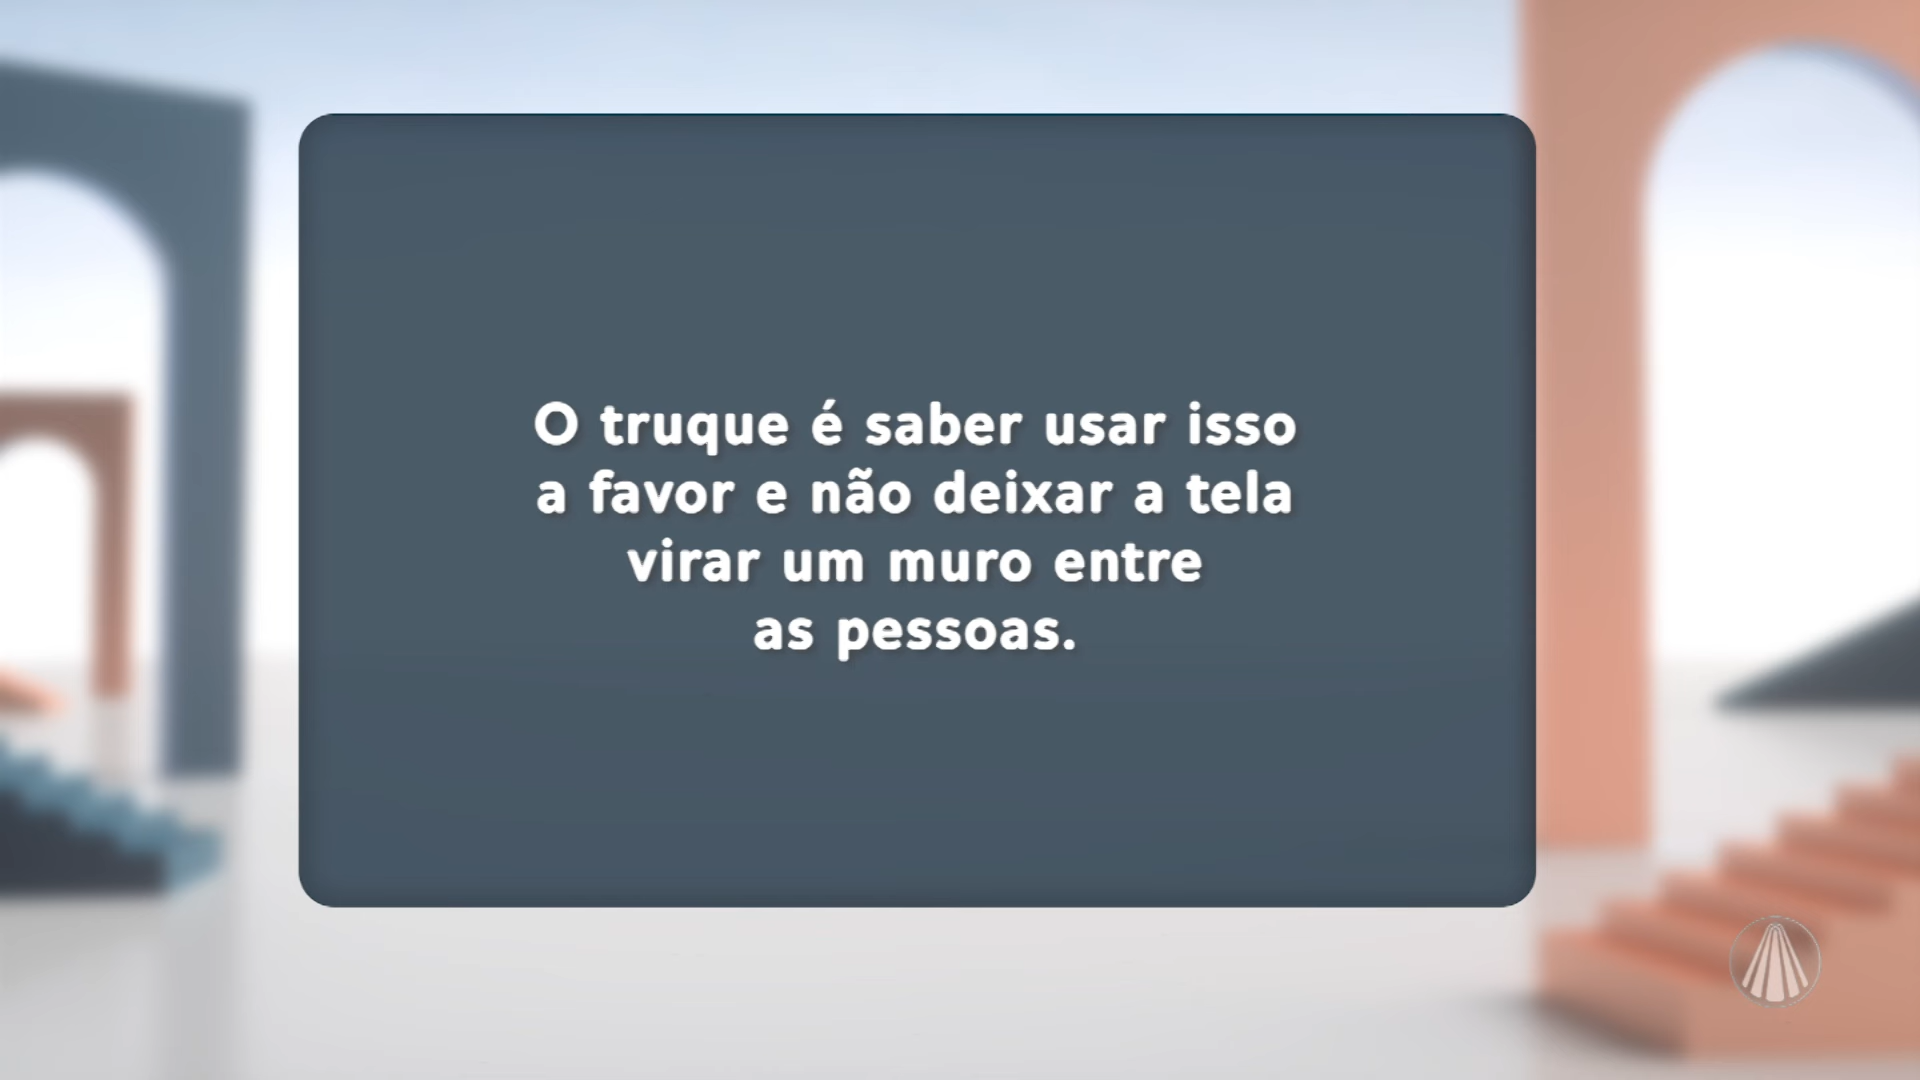 O truque é saber usar isso
a favor e não deixar a tela
virar um muro entre
as pessoas.